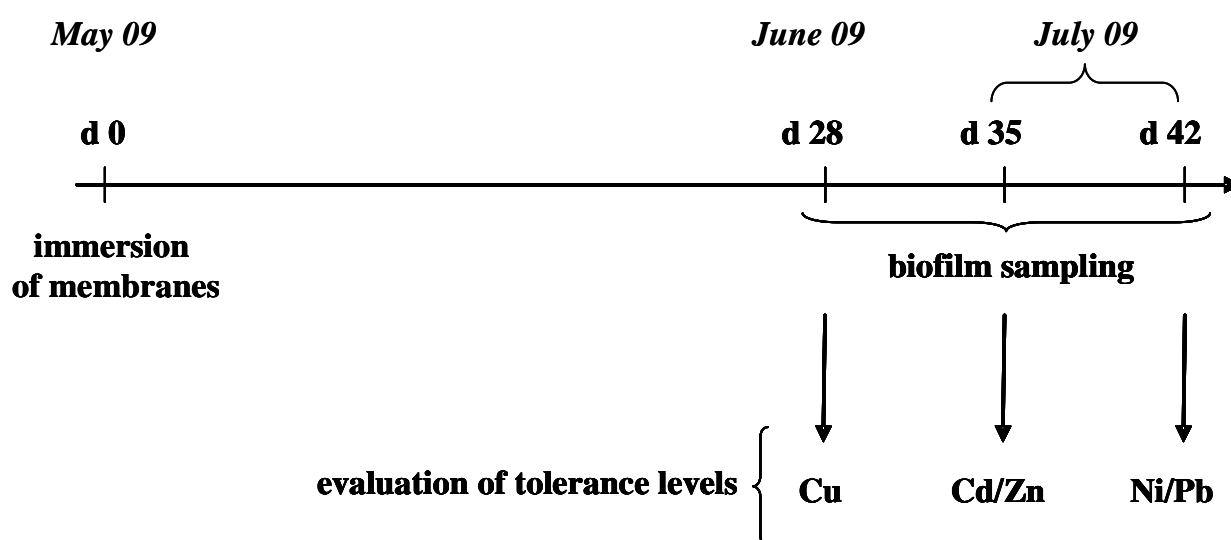 May 09
June 09
July 09
d 0
d 28
d 35
d 42
immersion
of membranes
biofilm sampling
evaluation of tolerance levels
Cu
Cd/Zn
Ni/Pb